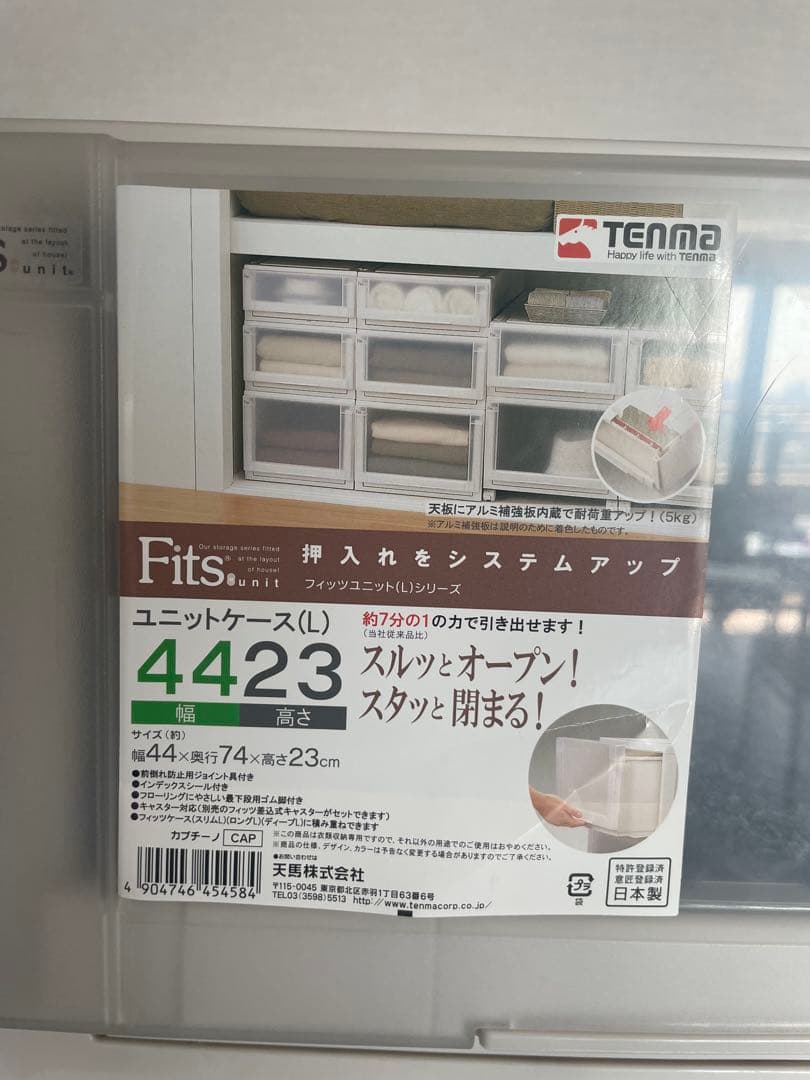 storage series fitted
at the layout
of house!
s unit®
TENMA
Happy life with TENMA
天板にアルミ補強板内蔵で耐荷重アップ!(5kg)
※アルミ補強板は説明のために着色したものです。
Our storage series fitted
at the layout
of house!
Fits®unit
押入れをシステムアップ
フィッツユニット(L)シリーズ
ユニットケース(L)
4423
幅 高さ
サイズ(約)
幅44×奥行74×高さ23cm
約7分の1の力で引き出せます!
(当社従来品比)
スルッとオープン!
スタッと閉まる!
●前倒れ防止用ジョイント具付き
●インデックスシール付き
●フローリングにやさしい最下段用ゴム脚付き
●キャスター対応(別売のフィッツ差込式キャスターがセットできます)
●フィッツケース(スリムL)(ロングL)(ディープL)に積み重ねできます
カプチーノ CAP
※この商品は衣類収納専用ですので、それ以外の用途でのご使用はおやめください。
※商品の仕様、デザイン、カラーは予告なく変更する場合がありますのでご了承ください。
4 904746 454584
●お問い合わせは
天馬株式会社
〒115-0045 東京都北区赤羽1丁目63番6号
TEL03(3598)5513 http://www.tenmacorp.co.jp/
プラ
袋
特許登録済
意匠登録済
日本製